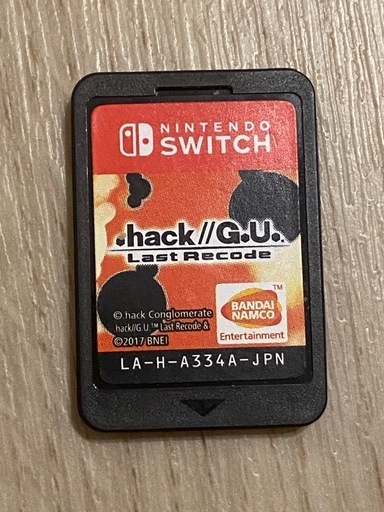 NINTENDO
SWITCH
.hack//G.U.
Last Recode
© .hack Conglomerate
.hack//G.U.™ Last Recode &
©2017 BNEI
BANDAI
NAMCO
TM
Entertainment
LA-H-A334A-JPN